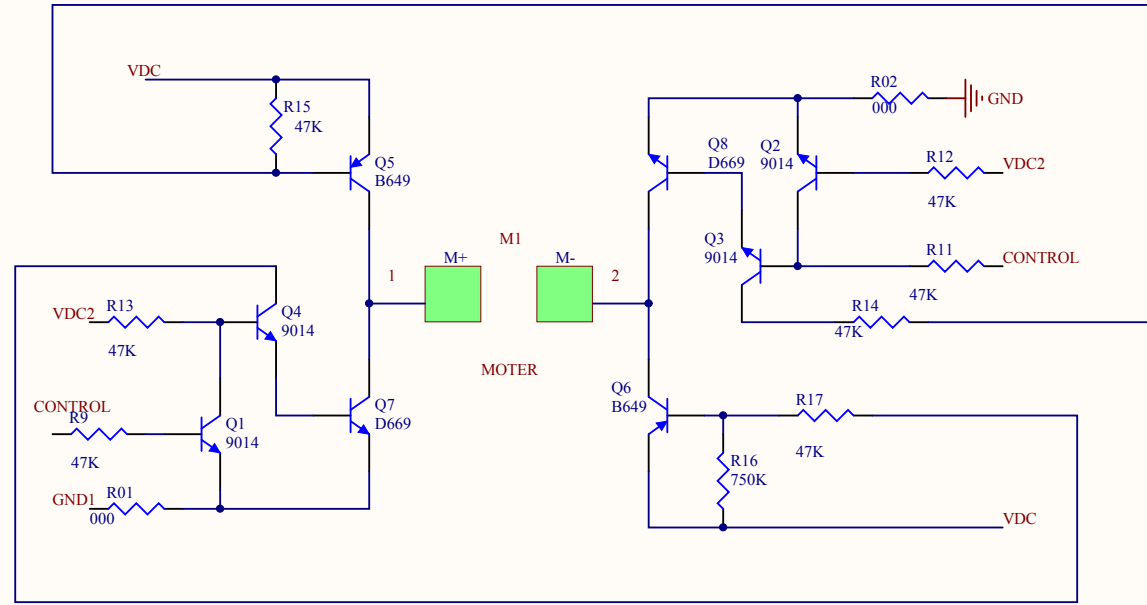 VDC
R15
47K
Q5
B649
M1
1
M+
M-
2
MOTER
R02
000
GND
Q8
D669
Q2
9014
R12
47K
VDC2
Q3
9014
R11
47K
CONTROL
R14
47K
VDC2
R13
47K
Q4
9014
CONTROL
R9
47K
Q1
9014
Q7
D669
GND1
R01
000
Q6
B649
R17
47K
R16
750K
VDC